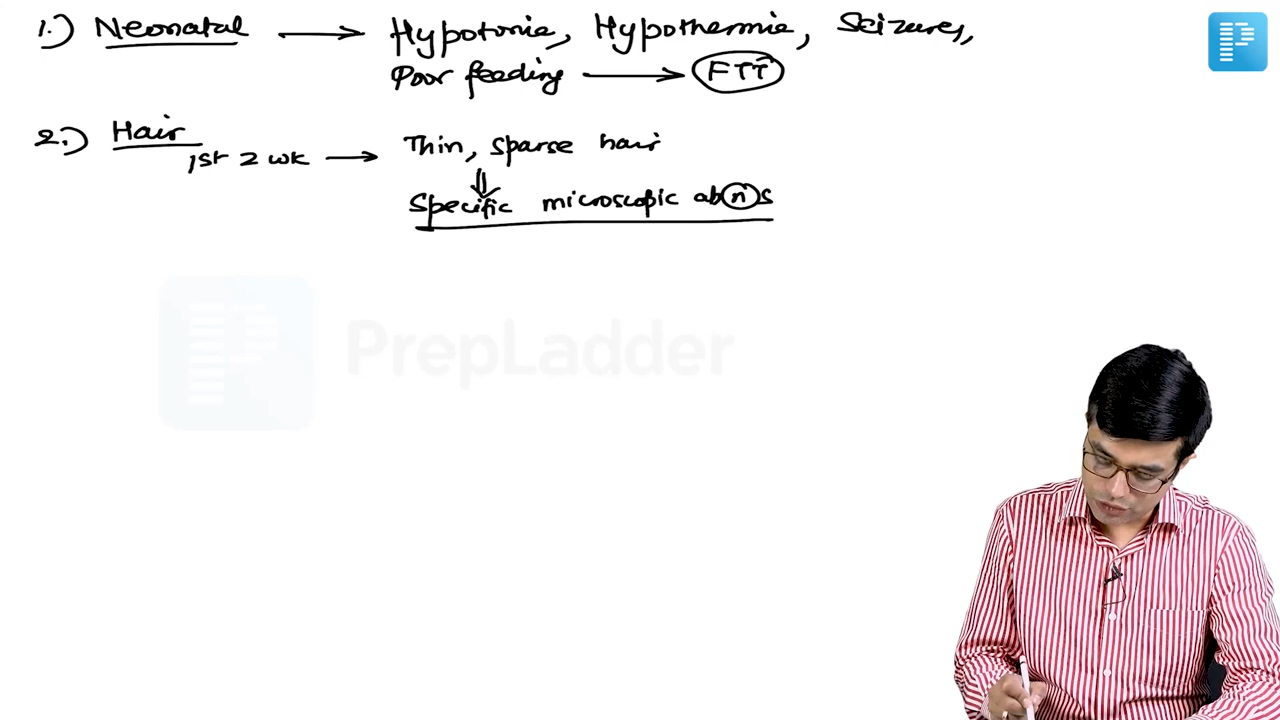 1.) Neonatal → Hypotonia, Hypothermia, Seizures,
Poor feeding → FTT
2.) Hair
1st 2 wk → Thin, sparse hair
⇓
Specific microscopic abⓝs
PrepLadder